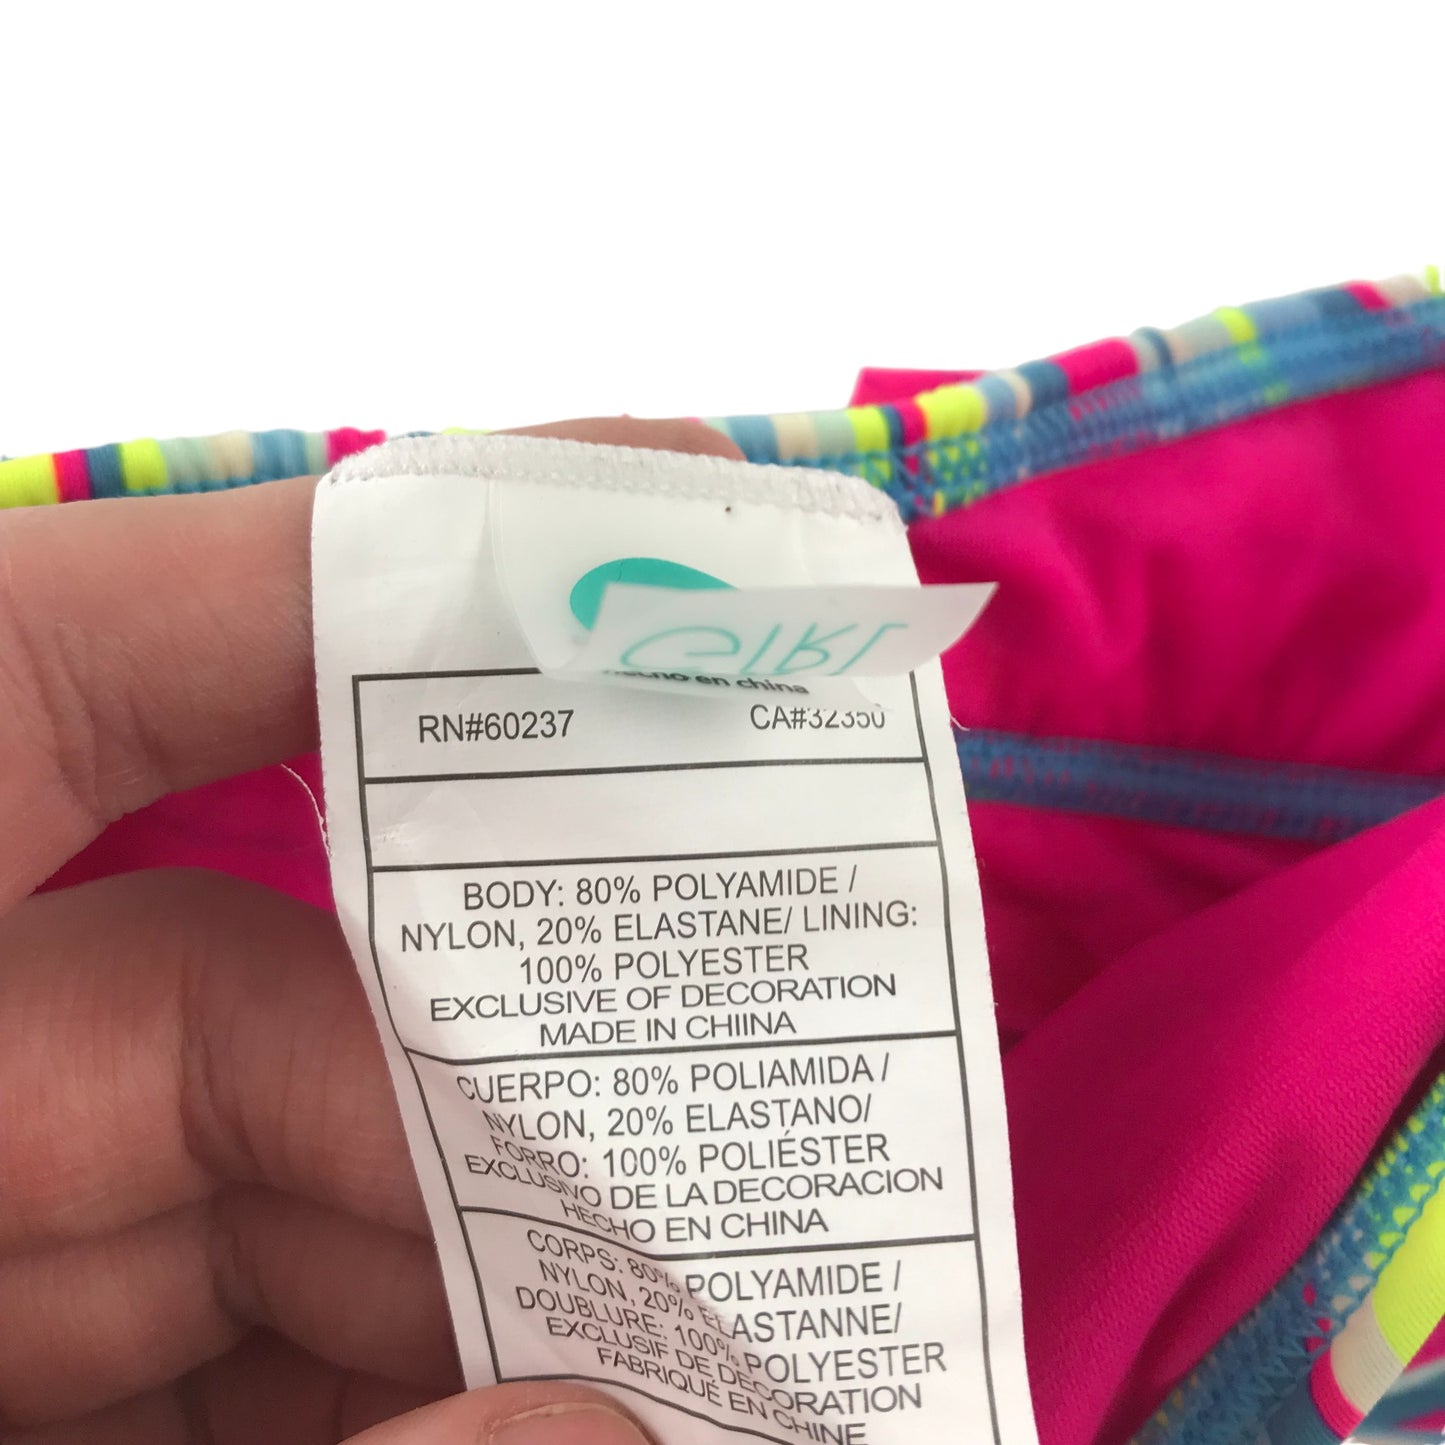 GIRL
hecho en china
RN#60237 CA#32350
BODY: 80% POLYAMIDE /
NYLON, 20% ELASTANE/ LINING:
100% POLYESTER
EXCLUSIVE OF DECORATION
MADE IN CHIINA
CUERPO: 80% POLIAMIDA /
NYLON, 20% ELASTANO/
FORRO: 100% POLIÉSTER
EXCLUSIVO DE LA DECORACION
HECHO EN CHINA
CORPS: 80% POLYAMIDE /
NYLON, 20% ELASTANNE/
DOUBLURE: 100% POLYESTER
EXCLUSIF DE DECORATION
FABRIQUÉ EN CHINE